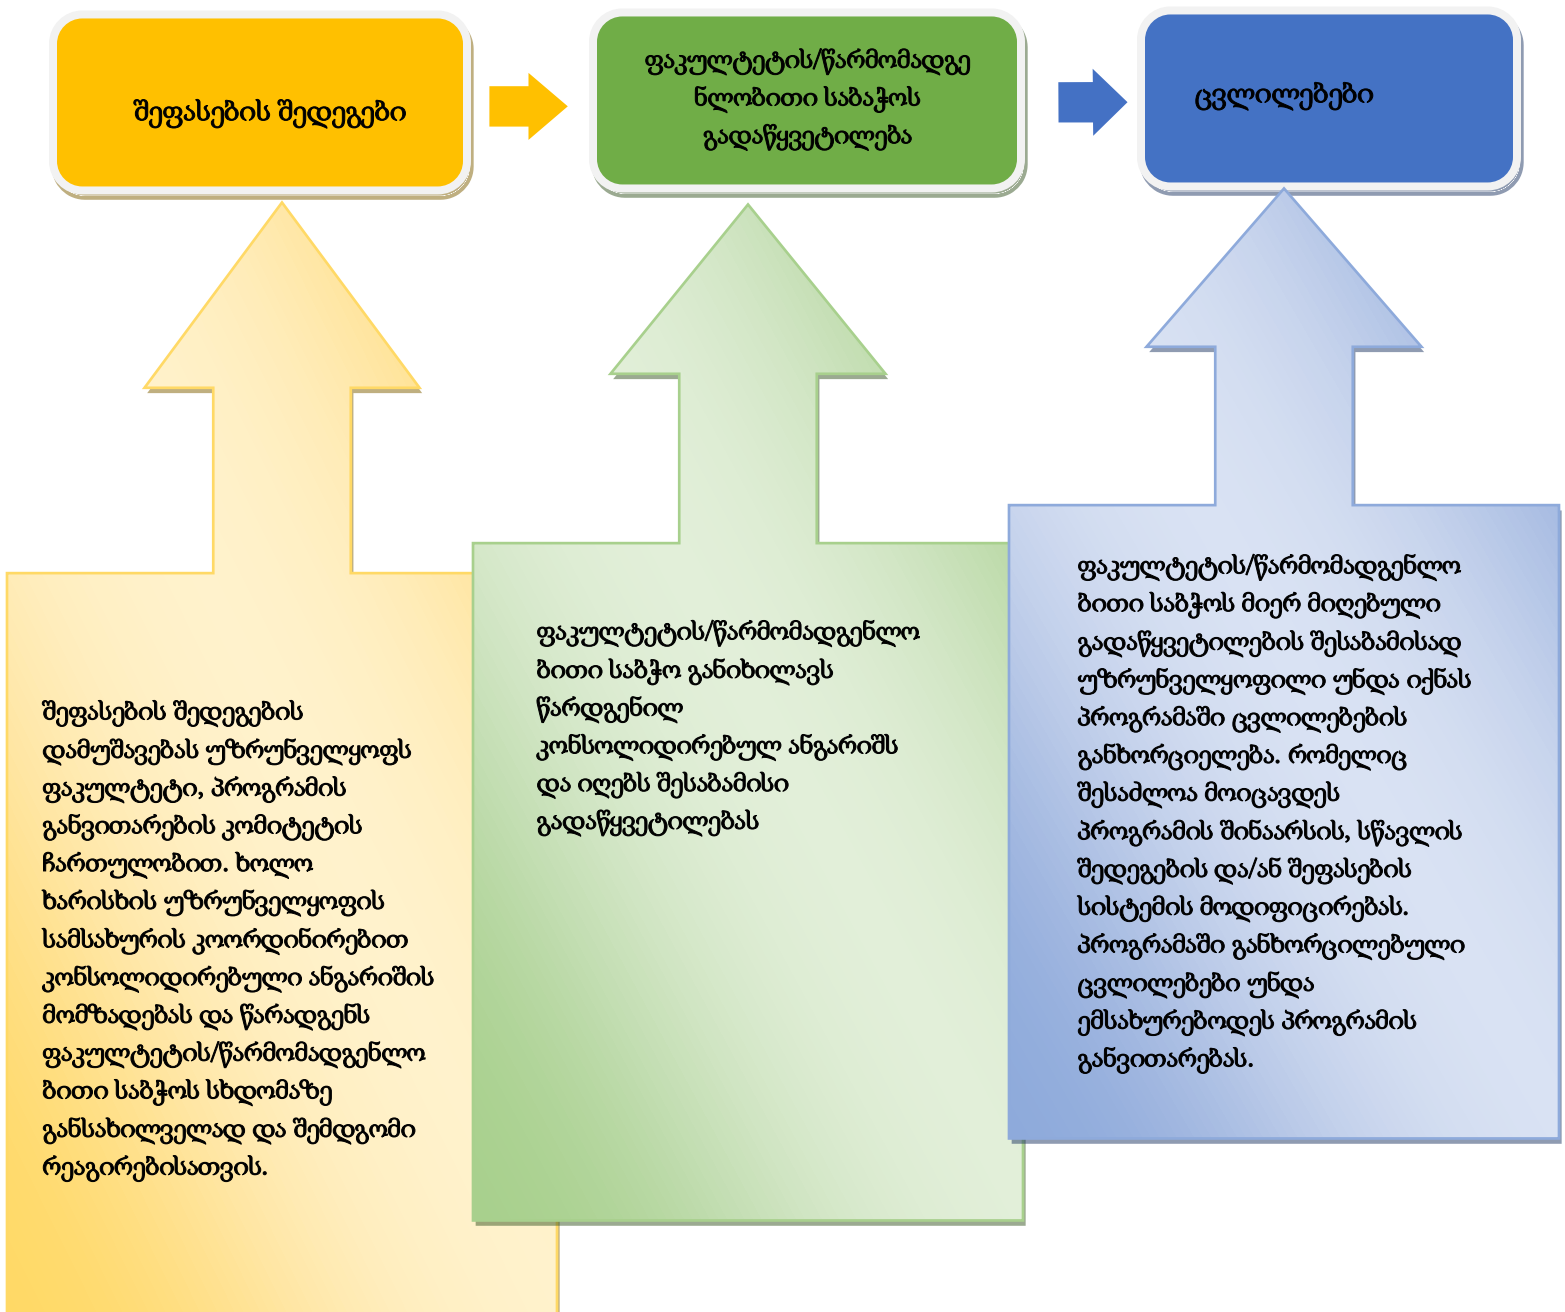 შეფასების შედეგები
ფაკულტეტის/წარმომადგე
ნლობითი საბაჭოს
გადაწყვეტილება
ცვლილებები
შეფასების შედეგების
დამუშავებას უზრუნველყოფს
ფაკულტეტი, პროგრამის
განვითარების კომიტეტის
ჩართულობით. ხოლო
ხარისხის უზრუნველყოფის
სამსახურის კოორდინირებით
კონსოლიდირებული ანგარიშის
მომზადებას და წარადგენს
ფაკულტეტის/წარმომადგენლო
ბითი საბჭოს სხდომაზე
განსახილველად და შემდგომი
რეაგირებისათვის.
ფაკულტეტის/წარმომადგენლო
ბითი საბჭო განიხილავს
წარდგენილ
კონსოლიდირებულ ანგარიშს
და იღებს შესაბამისი
გადაწყვეტილებას
ფაკულტეტის/წარმომადგენლო
ბითი საბჭოს მიერ მიღებული
გადაწყვეტილების შესაბამისად
უზრუნველყოფილი უნდა იქნას
პროგრამაში ცვლილებების
განხორციელება. რომელიც
შესაძლოა მოიცავდეს
პროგრამის შინაარსის, სწავლის
შედეგების და/ან შეფასების
სისტემის მოდიფიცირებას.
პროგრამაში განხორცილებული
ცვლილებები უნდა
ემსახურებოდეს პროგრამის
განვითარებას.